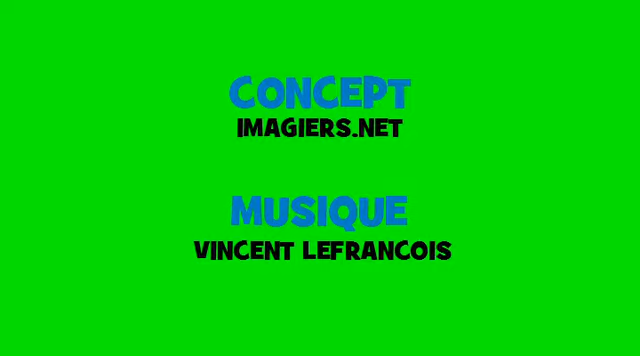 CONCEPT
IMAGIERS.NET
MUSIQUE
VINCENT LEFRANCOIS